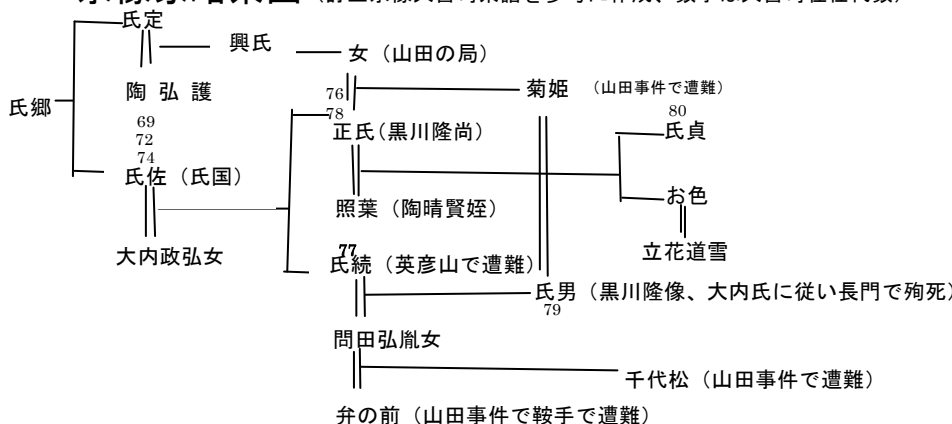 氏定
興氏
女（山田の局）
陶 弘 護
76
菊姫 （山田事件で遭難）
氏郷
69
78
80
72
正氏（黒川隆尚）
氏貞
74
氏佐（氏国）
お色
照葉（陶晴賢姪）
大内政弘女
77
立花道雪
氏続（英彦山で遭難）
氏男（黒川隆像、大内氏に従い長門で殉死）
79
問田弘胤女
千代松（山田事件で遭難）
弁の前（山田事件で鞍手で遭難）